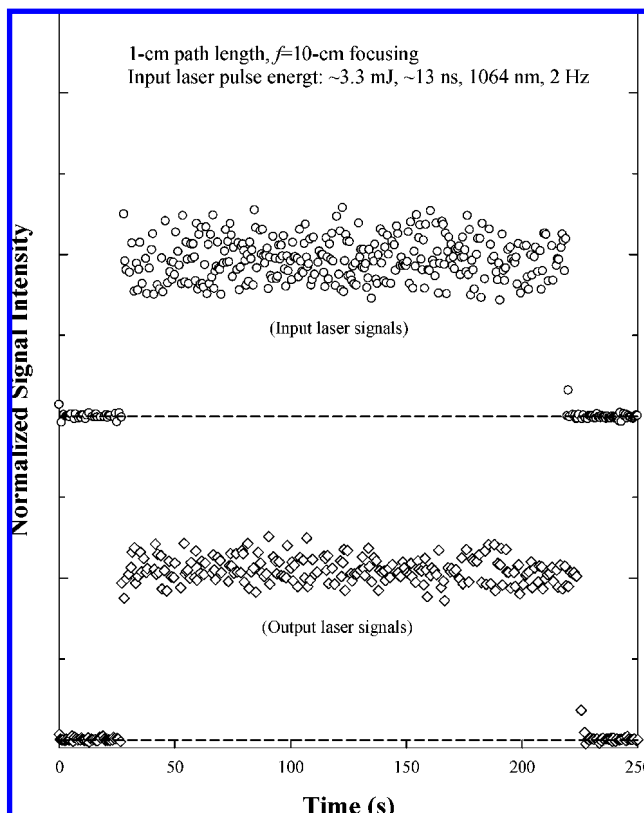 1-cm path length, f=10-cm focusing
Input laser pulse energt: ~3.3 mJ, ~13 ns, 1064 nm, 2 Hz
Normalized Signal Intensity
(Input laser signals)
(Output laser signals)
0 50 100 150 200 250
Time (s)